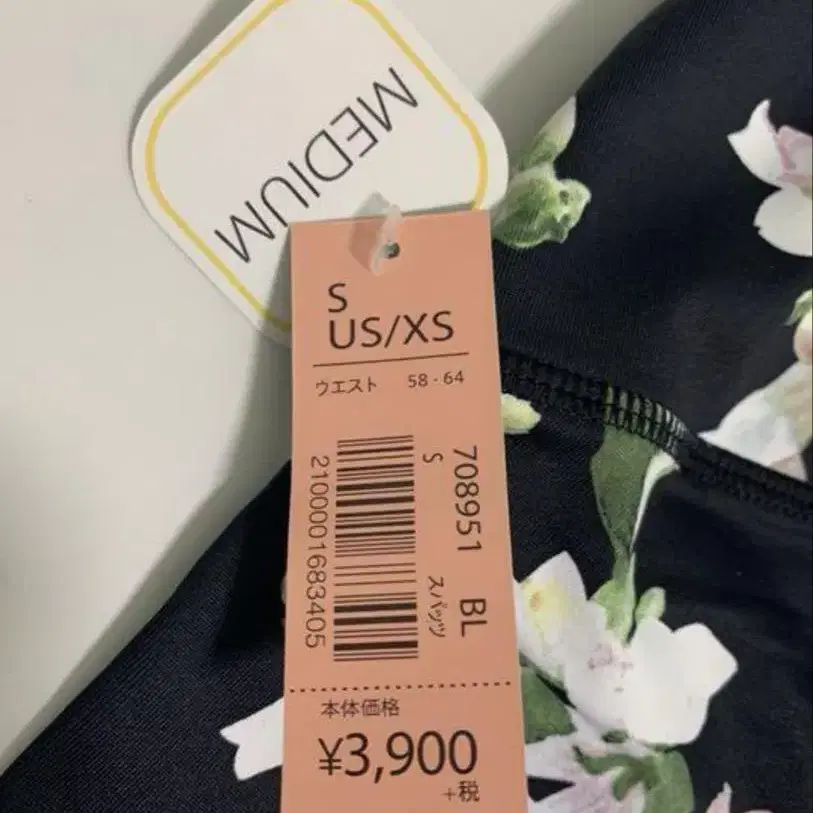 MEDIUM
S
US/XS
ウエスト 58-64
708951 BL
S スパッツ
2100001683405
本体価格
¥3,900
+税